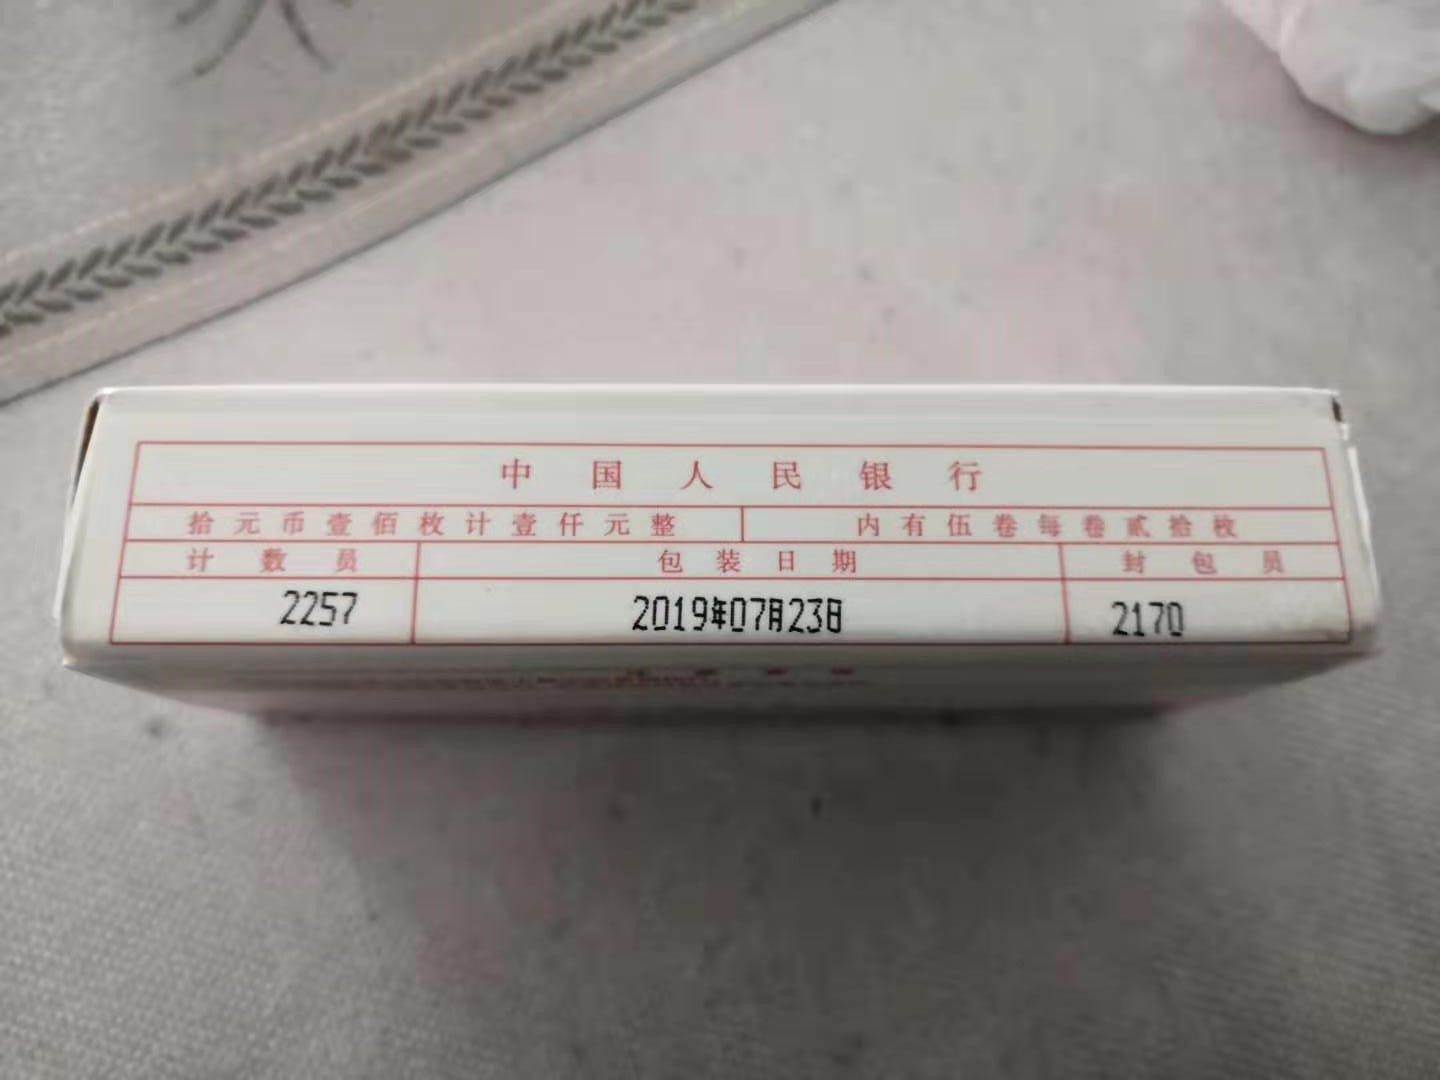 中国人民银行
拾元币壹佰枚计壹仟元整 内有伍卷每卷贰拾枚
计数员 包装日期 封包员
2257 2019年07月23日 2170